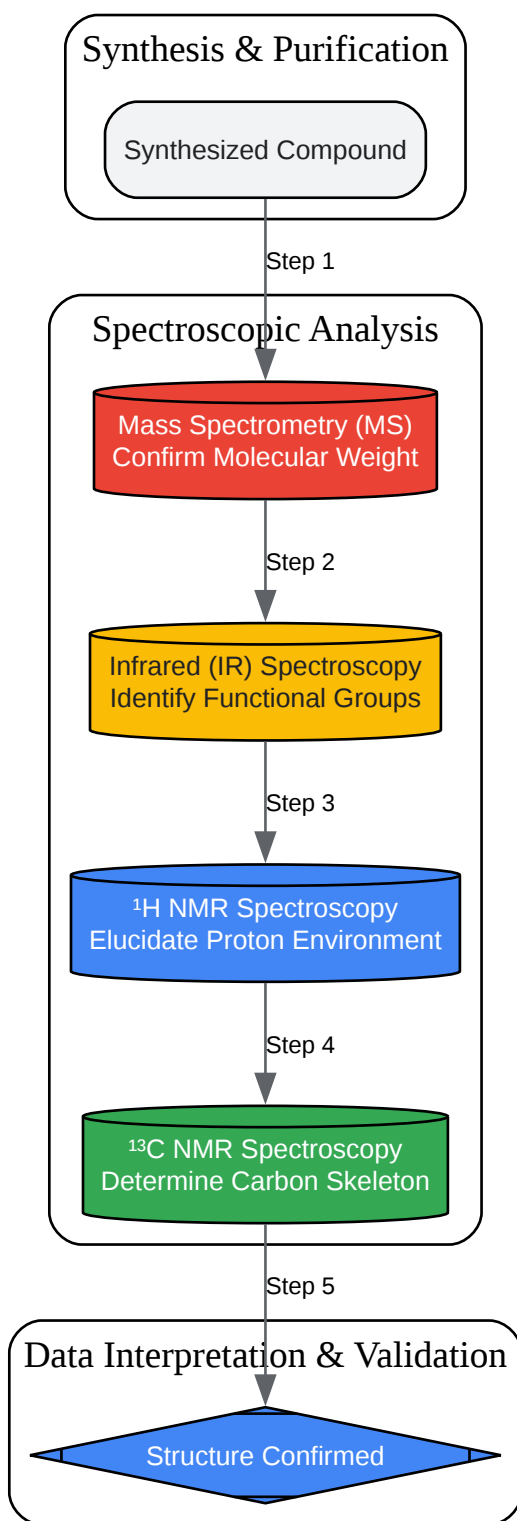 Synthesis & Purification
Synthesized Compound
Step 1
Spectroscopic Analysis
Mass Spectrometry (MS)
Confirm Molecular Weight
Step 2
Infrared (IR) Spectroscopy
Identify Functional Groups
Step 3
¹H NMR Spectroscopy
Elucidate Proton Environment
Step 4
¹³C NMR Spectroscopy
Determine Carbon Skeleton
Step 5
Data Interpretation & Validation
Structure Confirmed